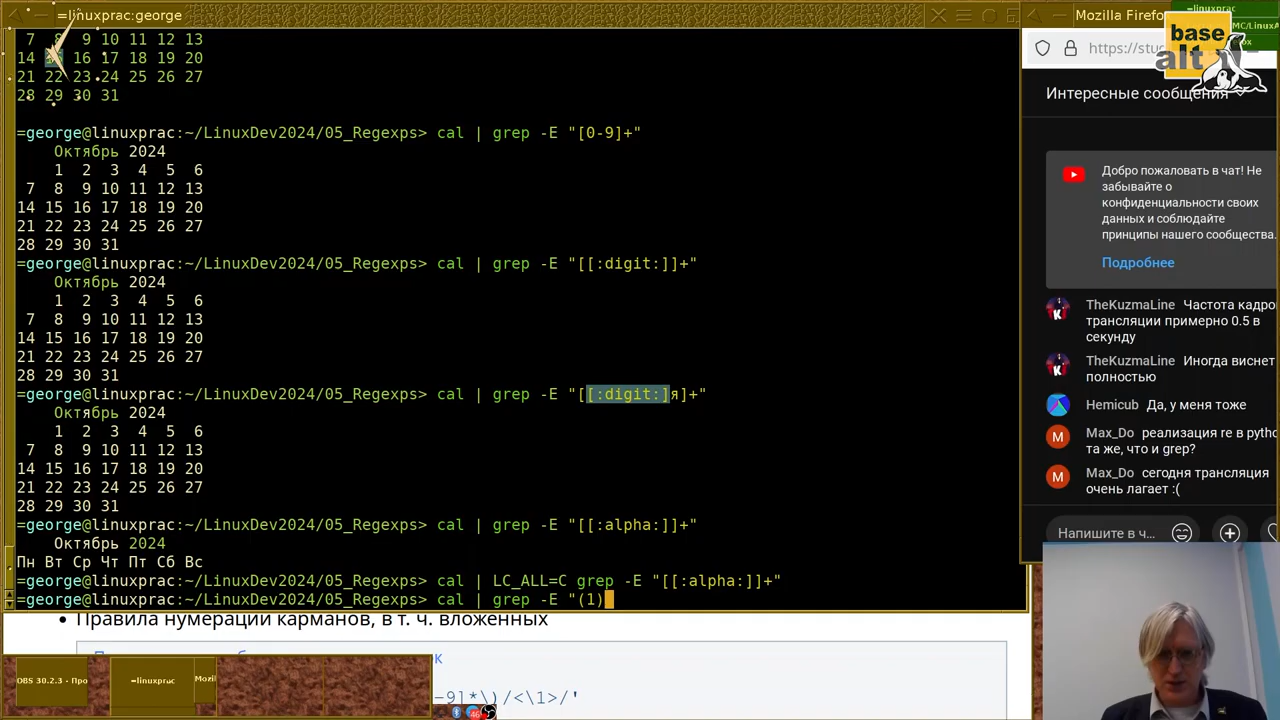 =linuxprac:george
7 8 9 10 11 12 13
14 16 17 18 19 20
21 22 23 24 25 26 27
28 29 30 31
=george@linuxprac:~/LinuxDev2024/05_Regexps> cal | grep -E "[0-9]+"
Октябрь 2024
1 2 3 4 5 6
7 8 9 10 11 12 13
14 15 16 17 18 19 20
21 22 23 24 25 26 27
28 29 30 31
=george@linuxprac:~/LinuxDev2024/05_Regexps> cal | grep -E "[[:digit:]]+"
Октябрь 2024
1 2 3 4 5 6
7 8 9 10 11 12 13
14 15 16 17 18 19 20
21 22 23 24 25 26 27
28 29 30 31
=george@linuxprac:~/LinuxDev2024/05_Regexps> cal | grep -E "[[:digit:]я]+"
Октябрь 2024
1 2 3 4 5 6
7 8 9 10 11 12 13
14 15 16 17 18 19 20
21 22 23 24 25 26 27
28 29 30 31
=george@linuxprac:~/LinuxDev2024/05_Regexps> cal | grep -E "[[:alpha:]]+"
Октябрь 2024
Пн Вт Ср Чт Пт Сб Вс
=george@linuxprac:~/LinuxDev2024/05_Regexps> cal | LC_ALL=C grep -E "[[:alpha:]]+"
=george@linuxprac:~/LinuxDev2024/05_Regexps> cal | grep -E "(1)
• Правила нумерации карманов, в т. ч. вложенных
-9]*\)/<\1>/'
OBS 30.2.3 - Про
=linuxprac
Mozil
46
Mozilla Firefo
linuxprac
base
alt
https://stu
Интересные сообщения
Добро пожаловать в чат! Не
забывайте о
конфиденциальности своих
данных и соблюдайте
принципы нашего сообщества.
Подробнее
TheKuzmaLine Частота кадро
трансляции примерно 0.5 в
секунду
TheKuzmaLine Иногда виснет
полностью
Hemicub Да, у меня тоже
Max_Do реализация re в pyth
та же, что и grep?
Max_Do сегодня трансляция
очень лагает :(
Напишите в ч...